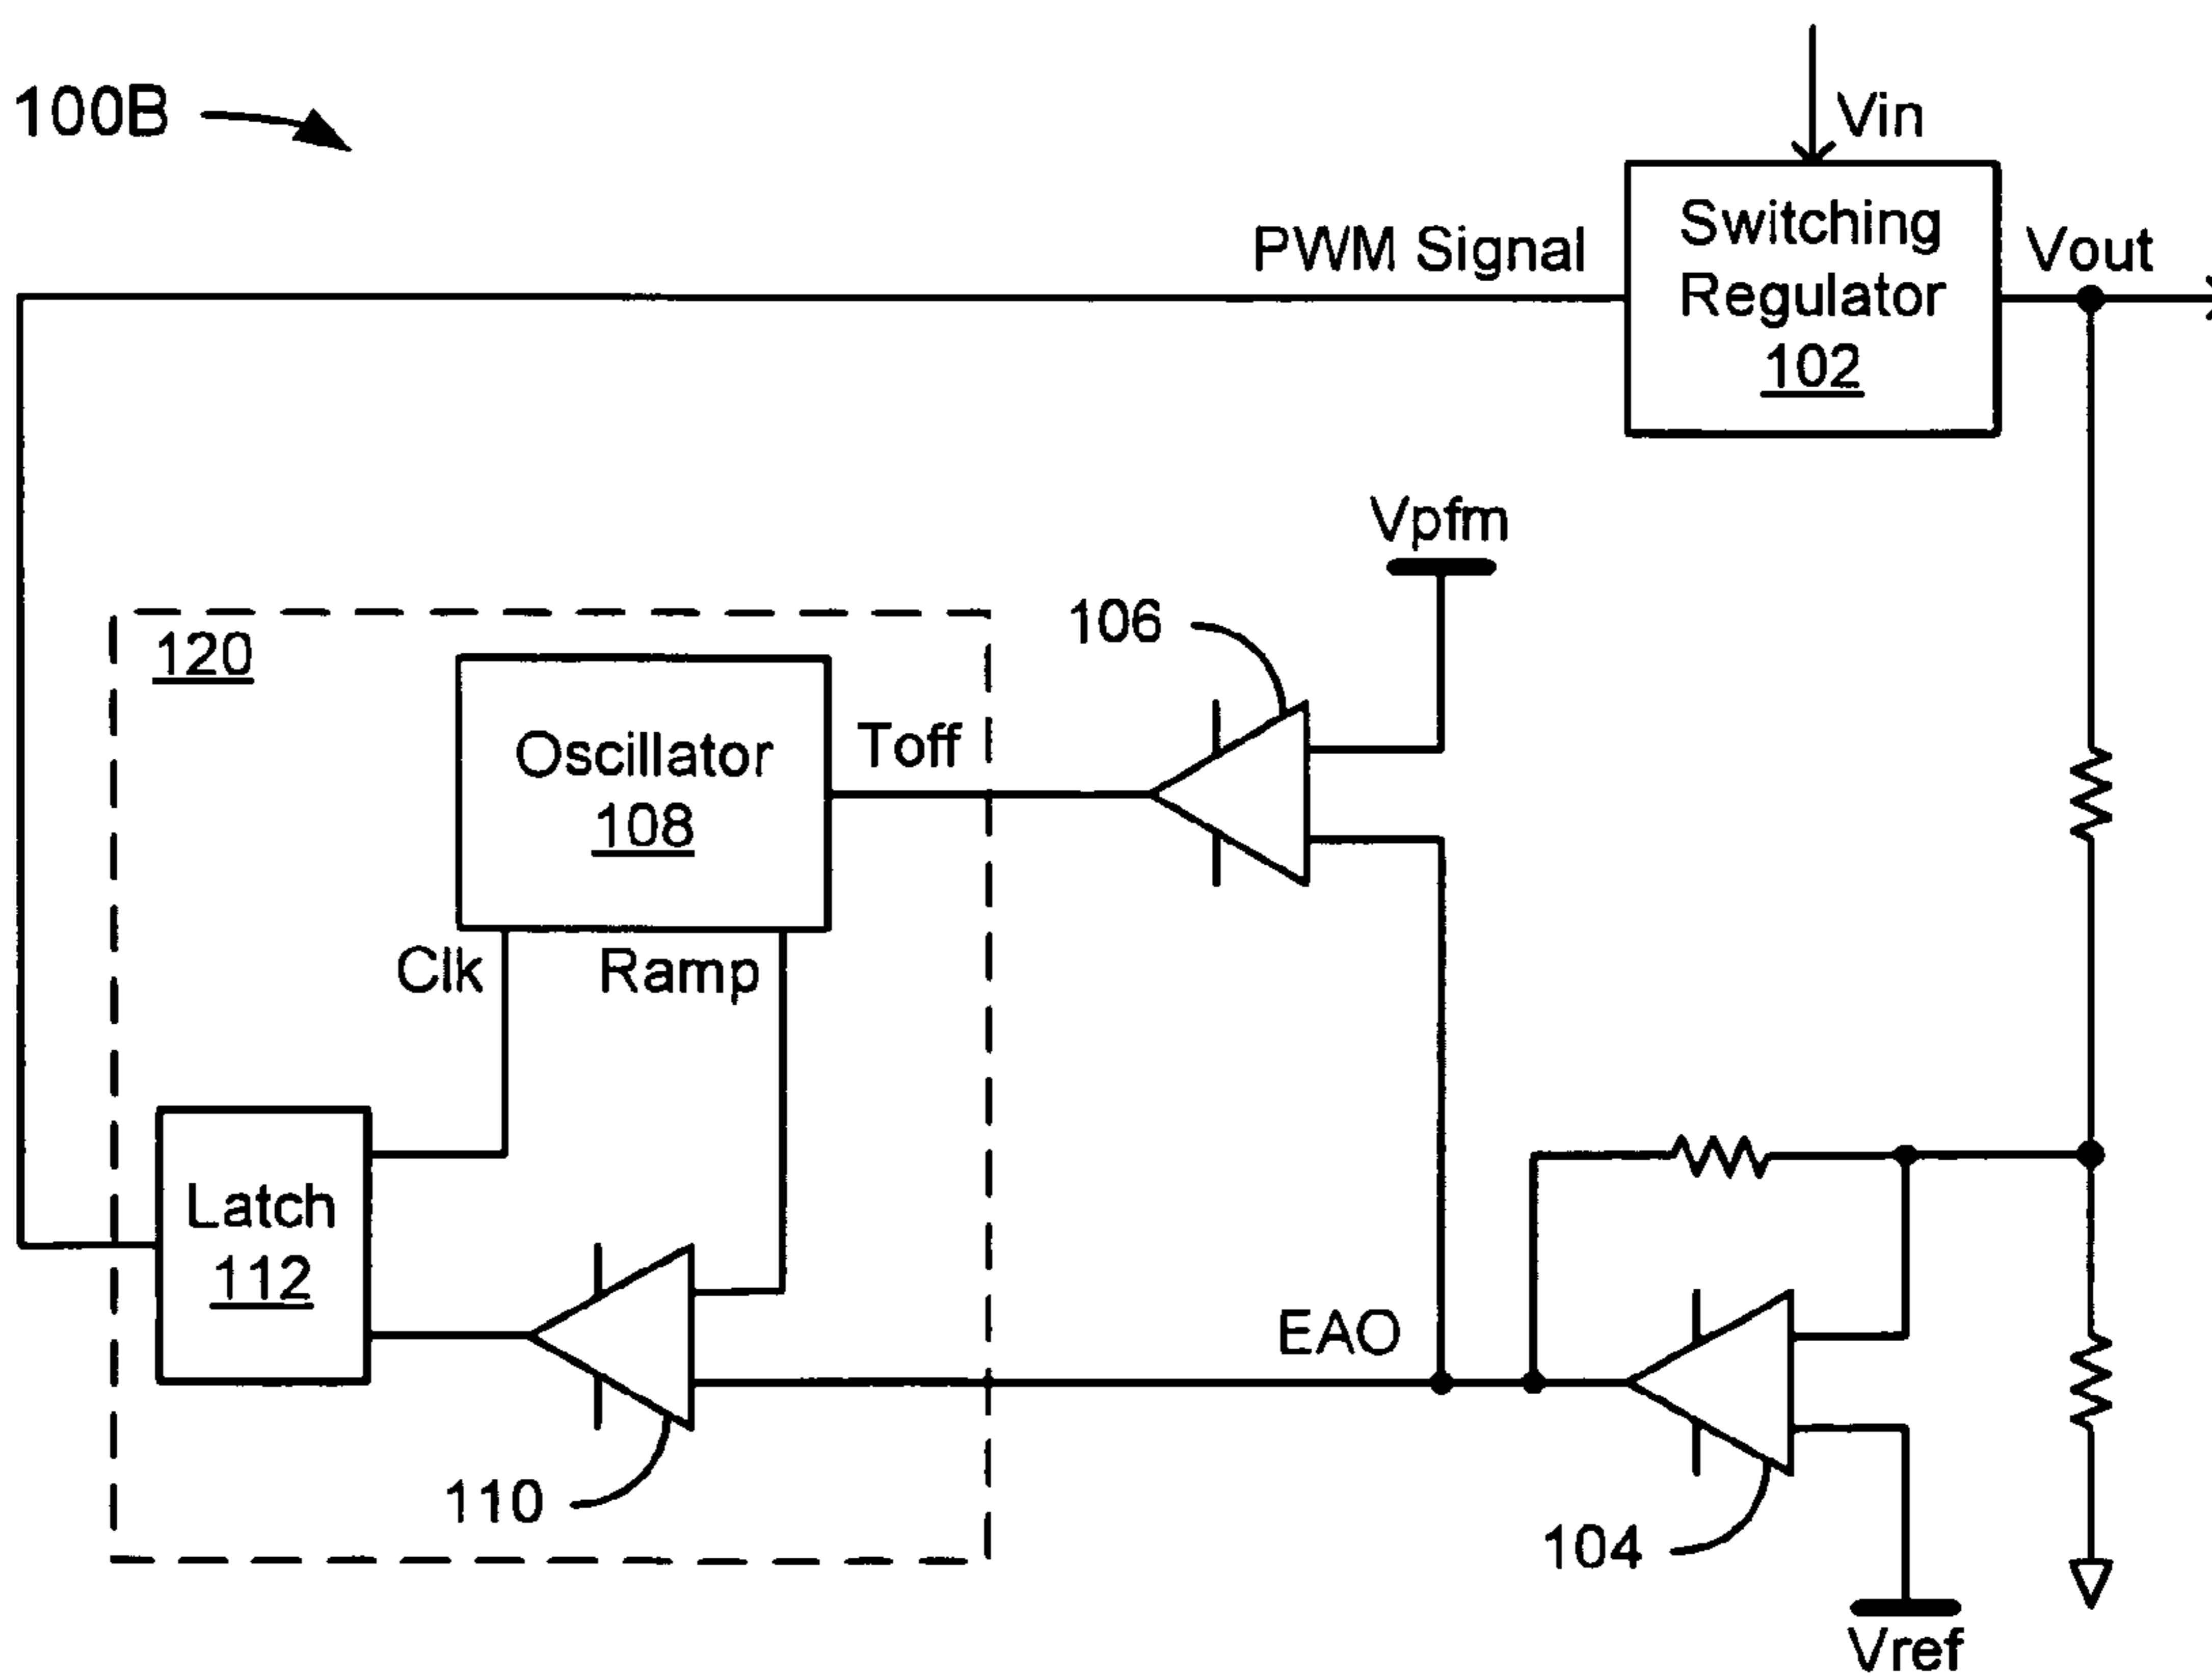 100B
Vin
Switching
Regulator
102
PWM Signal
Vout
Vpfm
106
120
Oscillator
108
Toff
Clk
Ramp
Latch
112
EAO
110
104
Vref